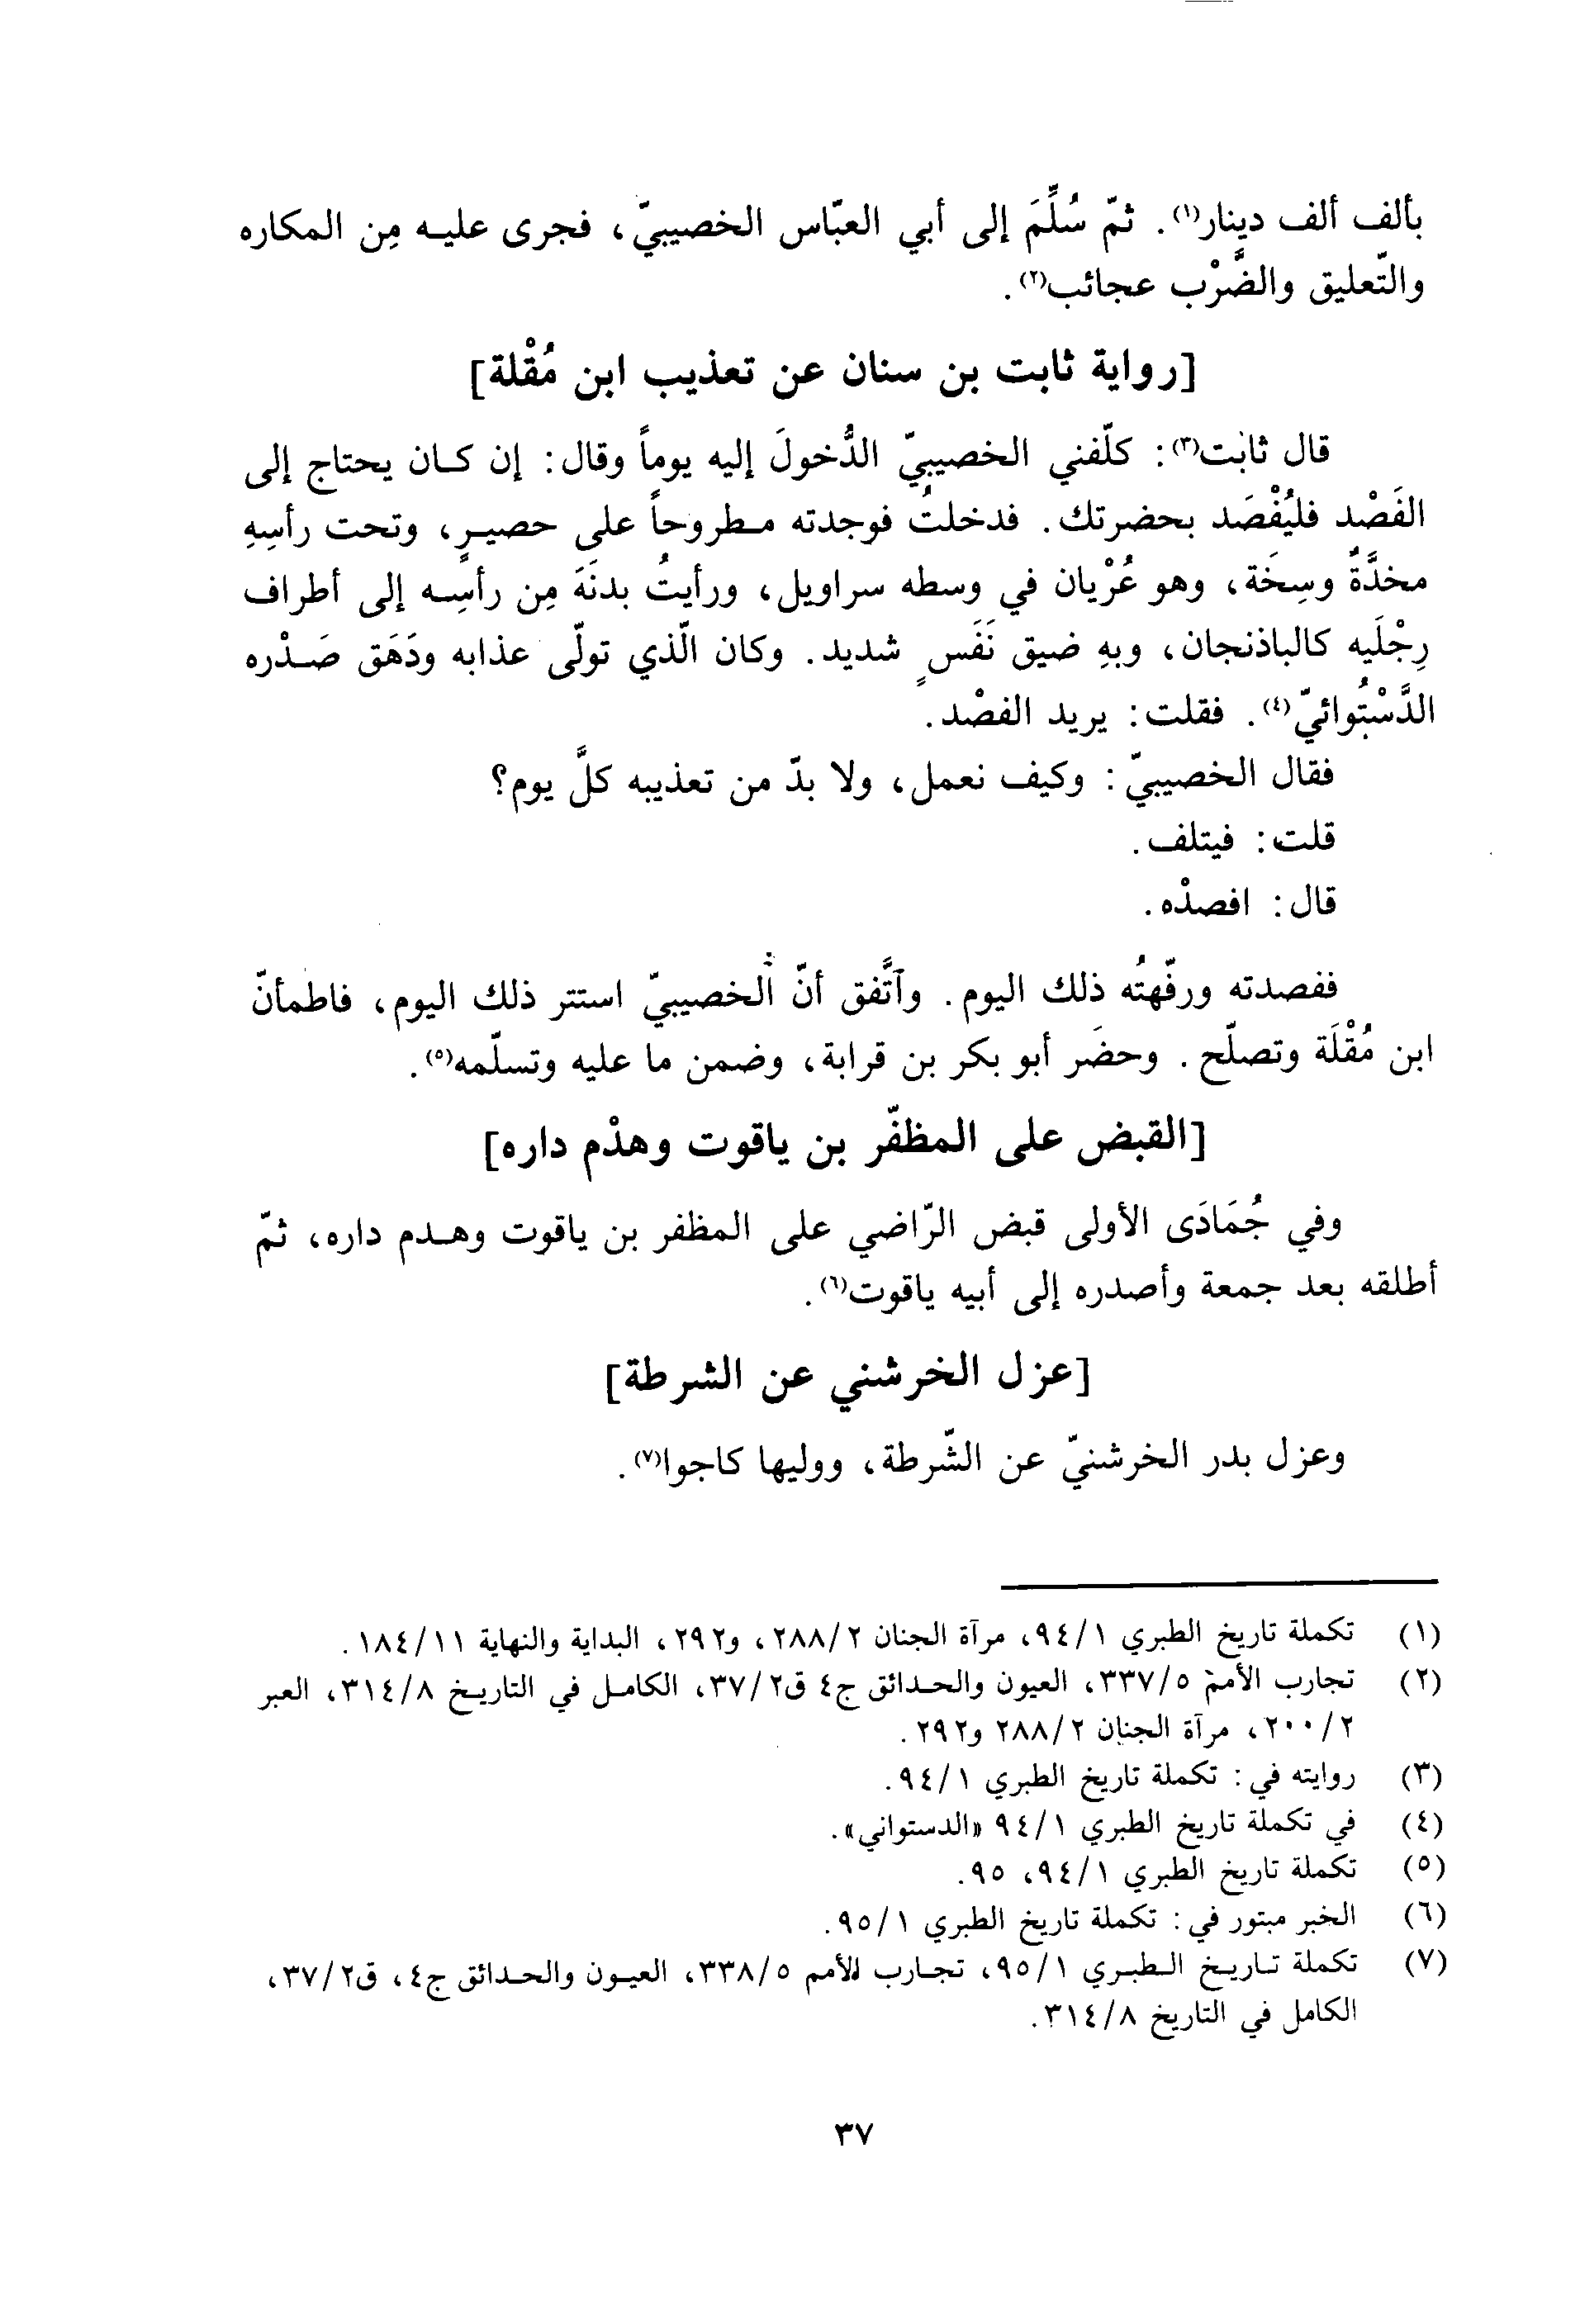 بألف ألف دينار(١). ثمّ سُلِّمَ إلى أبي العبّاس الخصيبيّ، فجرى عليه مِن المكاره
والتّعليق والضَّرْب عجائب(٢).
[رواية ثابت بن سنان عن تعذيب ابن مُقْلة]
قال ثابت(٣): كلّفني الخصيبيّ الدُّخولَ إليه يوماً وقال: إن كان يحتاج إلى
الفَصْد فليُفْصَد بحضرتك. فدخلتُ فوجدته مطروحاً على حصيرٍ، وتحت رأسِهِ
مخدَّةٌ وسِخَة، وهو عُرْيان في وسطه سراويل، ورأيتُ بدنَهَ مِن رأسِه إلى أطراف
رِجْلَيه كالباذنجان، وبهِ ضيق نَفَسٍ شديد. وكان الّذي تولّى عذابه ودَهَق صَدْره
الدَّسْتُوائيّ(٤). فقلت: يريد الفصْد.
فقال الخصيبيّ: وكيف نعمل، ولا بدّ من تعذيبه كلَّ يوم؟
قلت: فيتلف.
قال: افصدْه.
ففصدته ورفّهتُه ذلك اليوم. وآتَّفق أنّ الخصيبيّ استتر ذلك اليوم، فاطمأنّ
ابن مُقْلَة وتصلّح. وحضَر أبو بكر بن قرابة، وضمن ما عليه وتسلّمه(٥).
[القبض على المظفّر بن ياقوت وهدْم داره]
وفي جُمَادَى الأولى قبض الرّاضي على المظفر بن ياقوت وهدم داره، ثمّ
أطلقه بعد جمعة وأصدره إلى أبيه ياقوت(٦).
[عزل الخرشني عن الشرطة]
وعزل بدر الخرشنيّ عن الشّرطة، ووليها كاجوا(٧).
(١) تكملة تاريخ الطبري ١/٩٤، مرآة الجنان ٢/٢٨٨، و٢٩٢، البداية والنهاية ١١/١٨٤.
(٢) تجارب الأمم ٥/٣٣٧، العيون والحدائق ج٤ ق٢/٣٧، الكامل في التاريخ ٨/٣١٤، العبر
٢/٢٠٠، مرآة الجنان ٢/٢٨٨ و٢٩٢.
(٣) روايته في: تكملة تاريخ الطبري ١/٩٤.
(٤) في تكملة تاريخ الطبري ١/٩٤ «الدستواني».
(٥) تكملة تاريخ الطبري ١/٩٤، ٩٥.
(٦) الخبر مبتور في: تكملة تاريخ الطبري ١/٩٥.
(٧) تكملة تاريخ الطبري ١/٩٥، تجارب الأمم ٥/٣٣٨، العيون والحدائق ج٤، ق٢/٣٧،
الكامل في التاريخ ٨/٣١٤.
٣٧